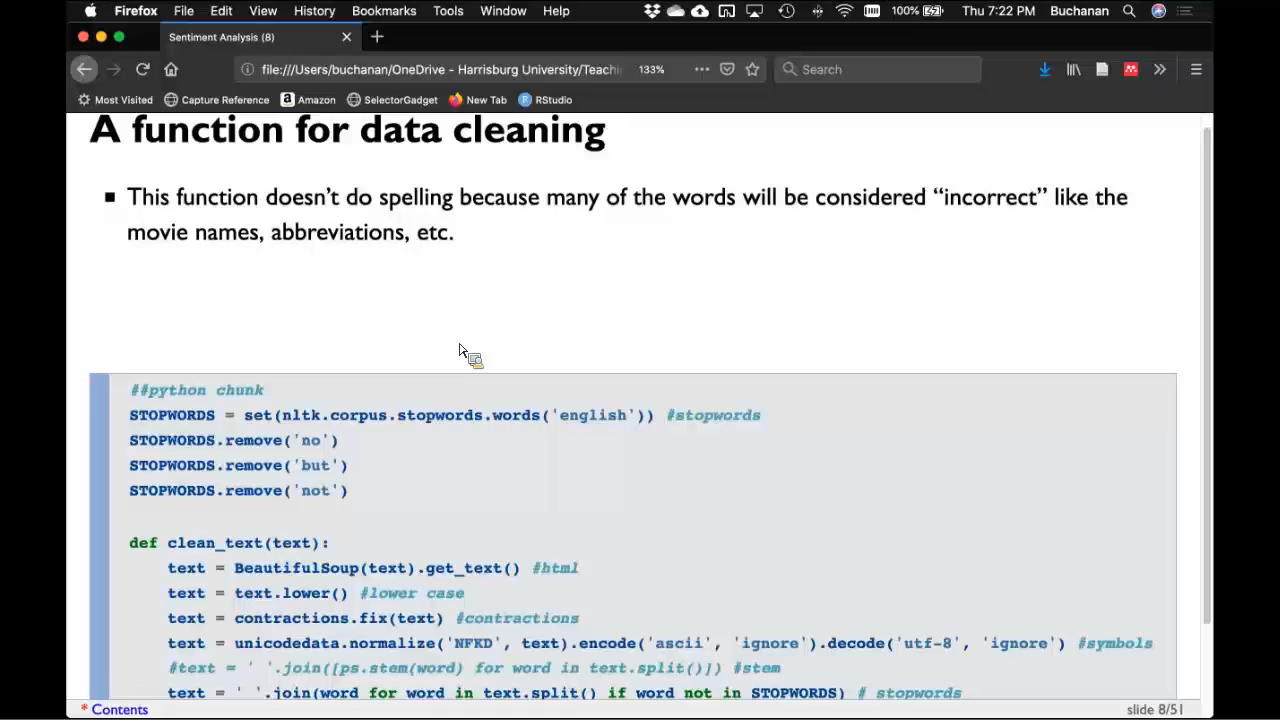 Firefox File Edit View History Bookmarks Tools Window Help 100% Thu 7:22 PM Buchanan
Sentiment Analysis (8)
file:///Users/buchanan/OneDrive - Harrisburg University/Teachi 133% Search
Most Visited Capture Reference Amazon SelectorGadget New Tab RStudio
A function for data cleaning
This function doesn’t do spelling because many of the words will be considered “incorrect” like the
movie names, abbreviations, etc.
##python chunk
STOPWORDS = set(nltk.corpus.stopwords.words('english')) #stopwords
STOPWORDS.remove('no')
STOPWORDS.remove('but')
STOPWORDS.remove('not')
def clean_text(text):
text = BeautifulSoup(text).get_text() #html
text = text.lower() #lower case
text = contractions.fix(text) #contractions
text = unicodedata.normalize('NFKD', text).encode('ascii', 'ignore').decode('utf-8', 'ignore') #symbols
#text = ' '.join([ps.stem(word) for word in text.split()]) #stem
text = ' '.join(word for word in text.split() if word not in STOPWORDS) # stopwords
* Contents slide 8/51